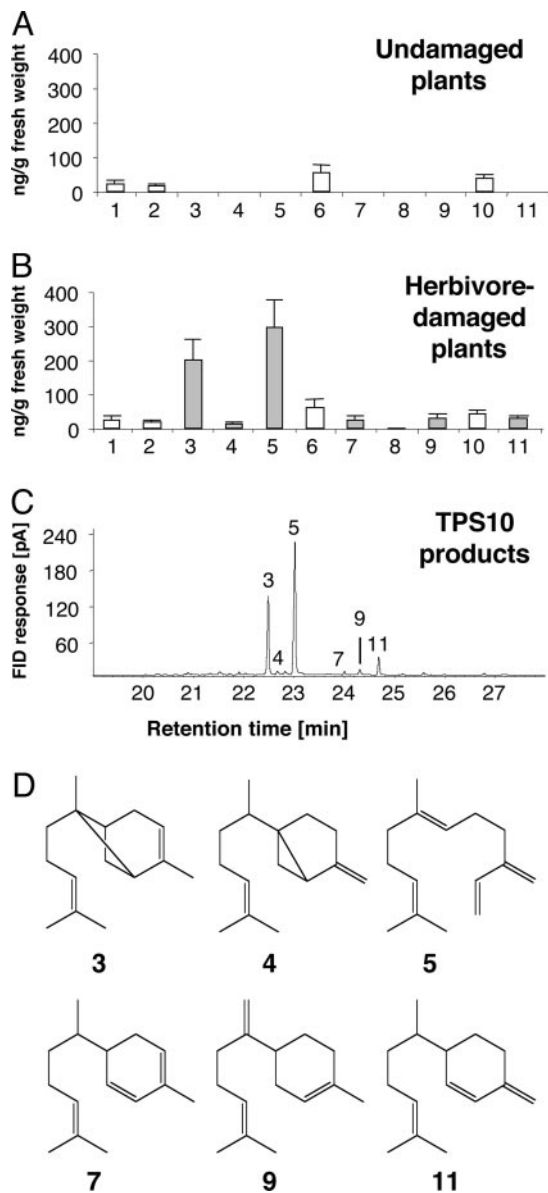 A
Undamaged
plants
ng/g fresh weight
400
300
200
100
0
1 2 3 4 5 6 7 8 9 10 11
B
Herbivore-
damaged
plants
ng/g fresh weight
400
300
200
100
0
1 2 3 4 5 6 7 8 9 10 11
C
TPS10
products
FID response [pA]
240
180
120
60
3 4 5 7 9 11
20 21 22 23 24 25 26 27
Retention time [min]
D
3 4 5
7 9 11